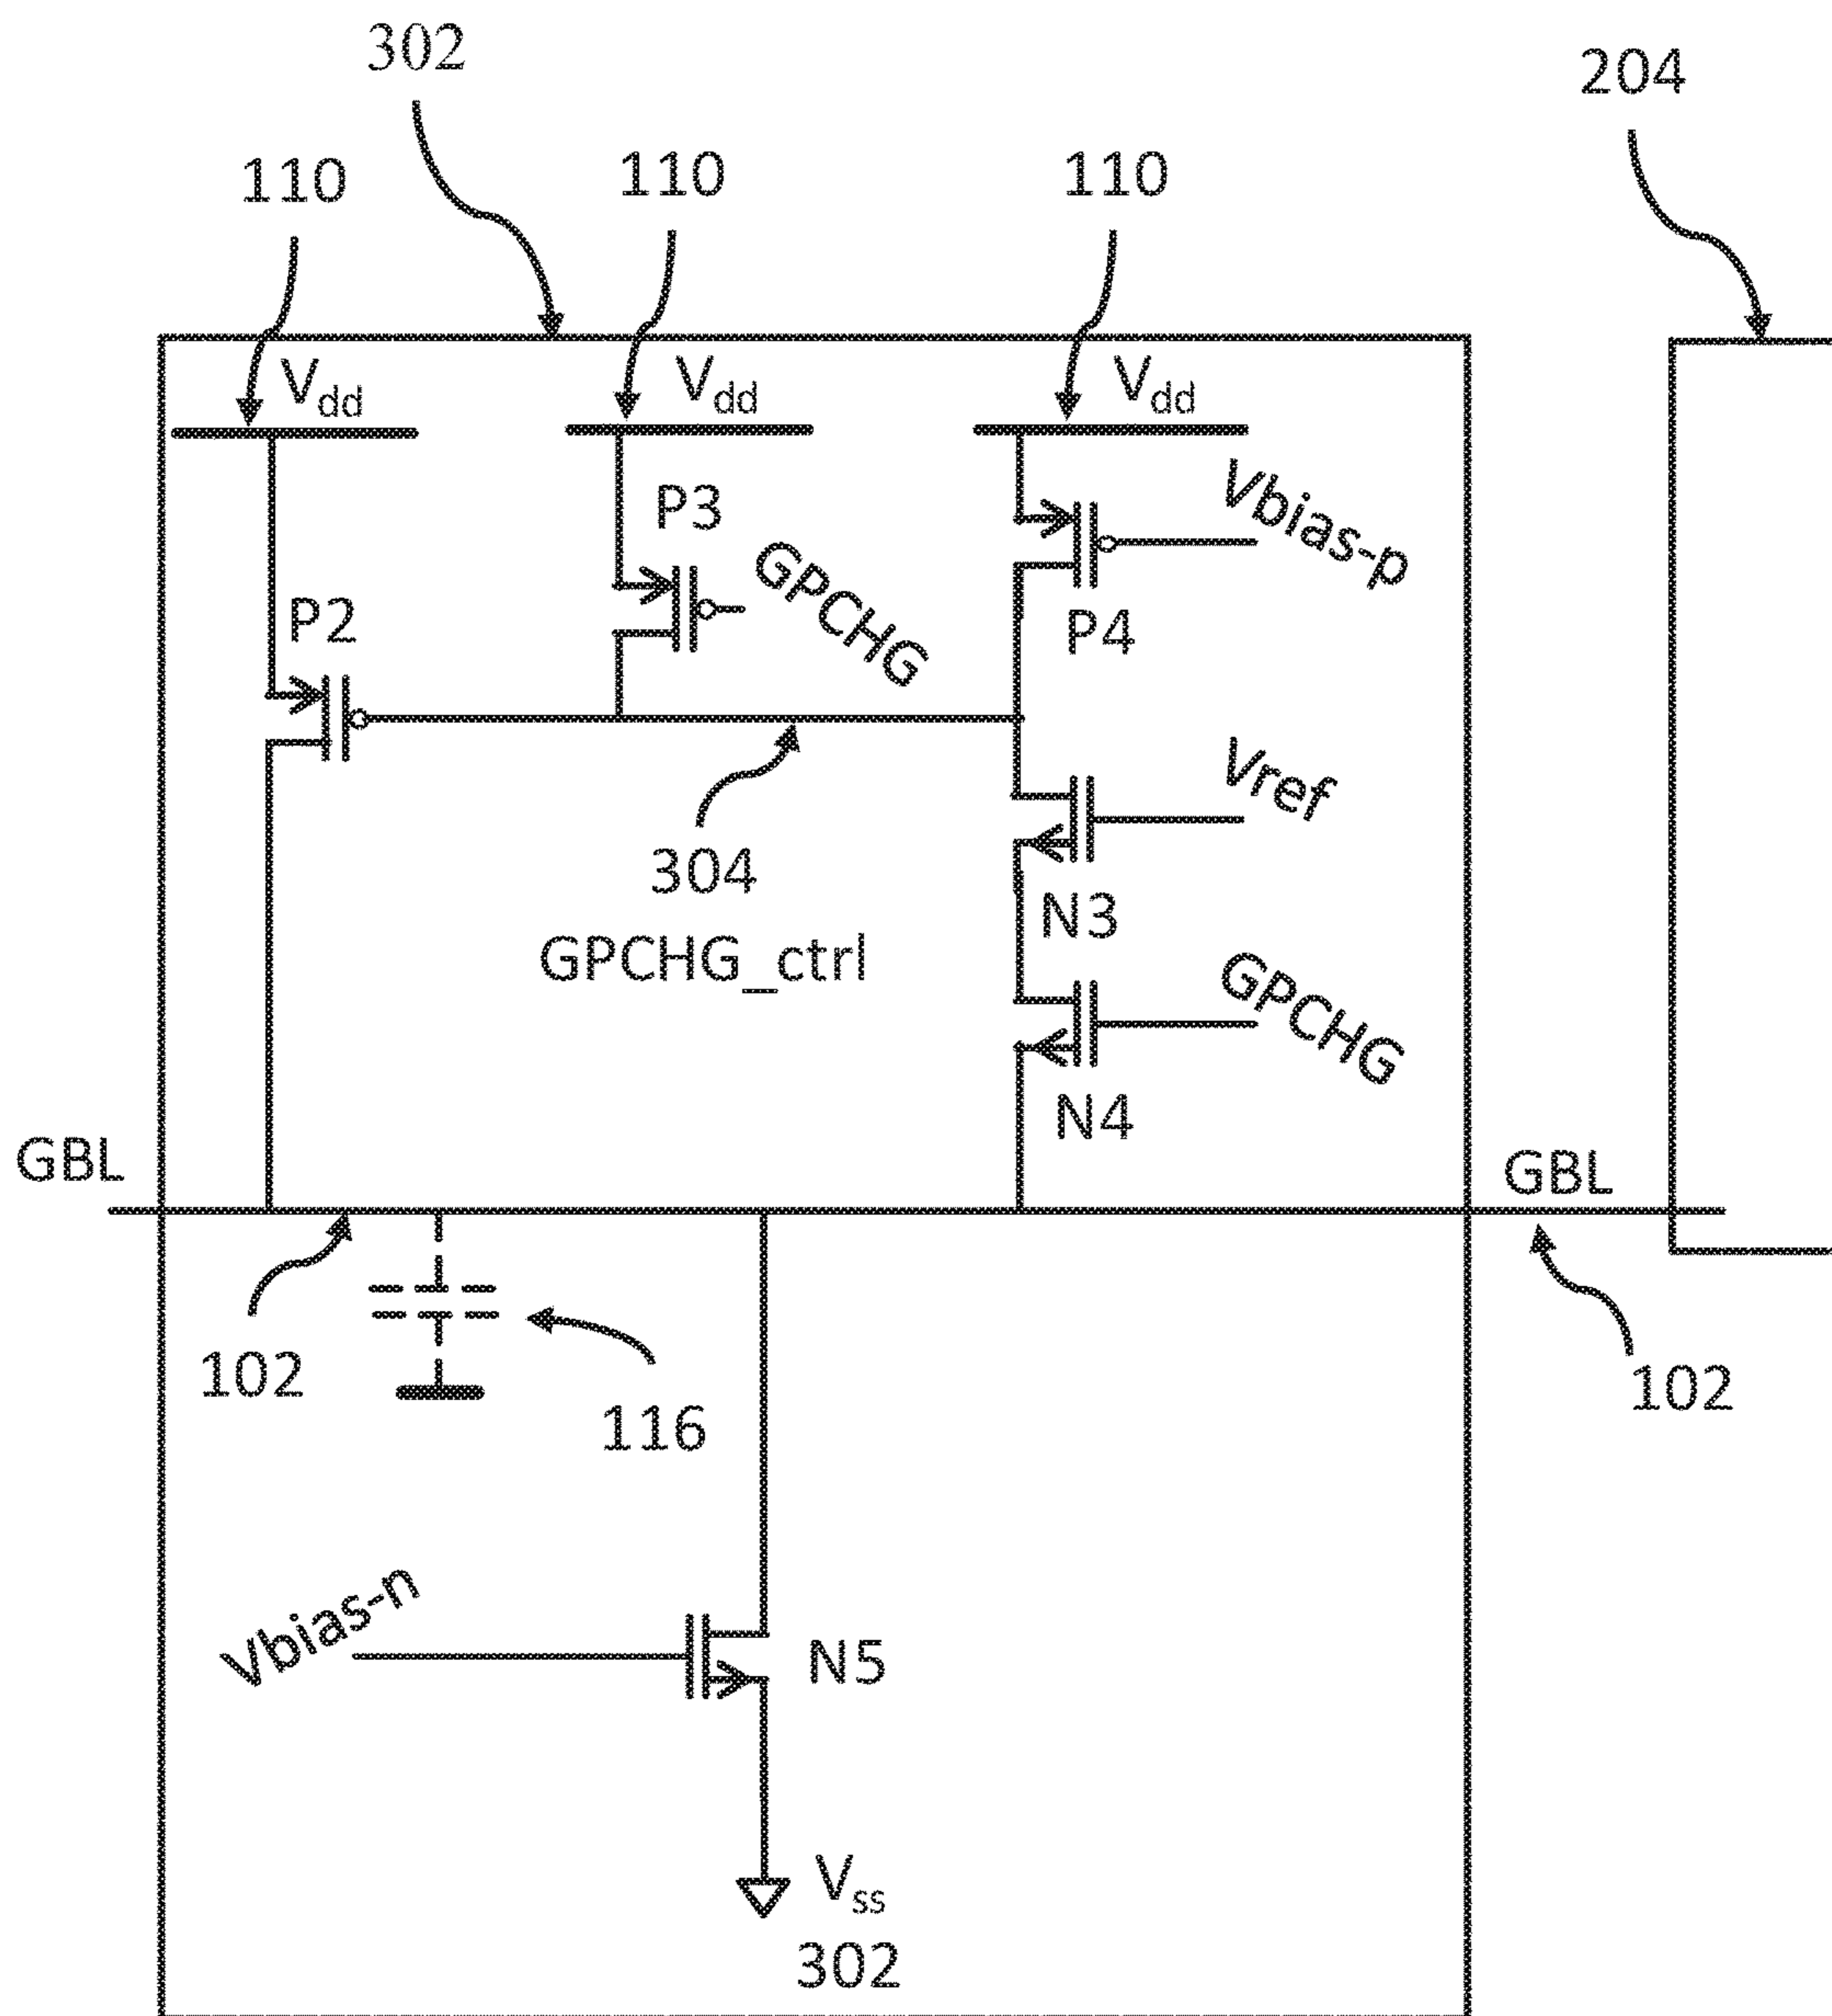 302
204
110
110
110
Vdd
Vdd
Vdd
P3
Vbias-p
GPCHG
P2
P4
Vref
304
N3
GPCHG_ctrl
GPCHG
N4
GBL
GBL
102
102
116
Vbias-n
N5
Vss
302